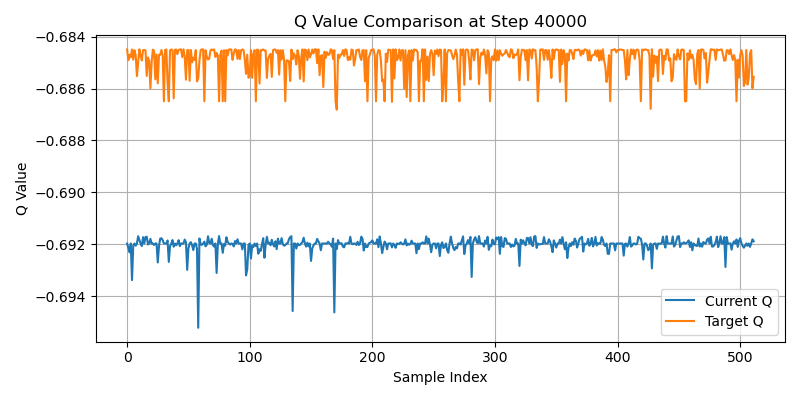 Q Value Comparison at Step 40000
−0.684
−0.686
−0.688
−0.690
−0.692
−0.694
Q Value
0 100 200 300 400 500
Sample Index
Current Q
Target Q